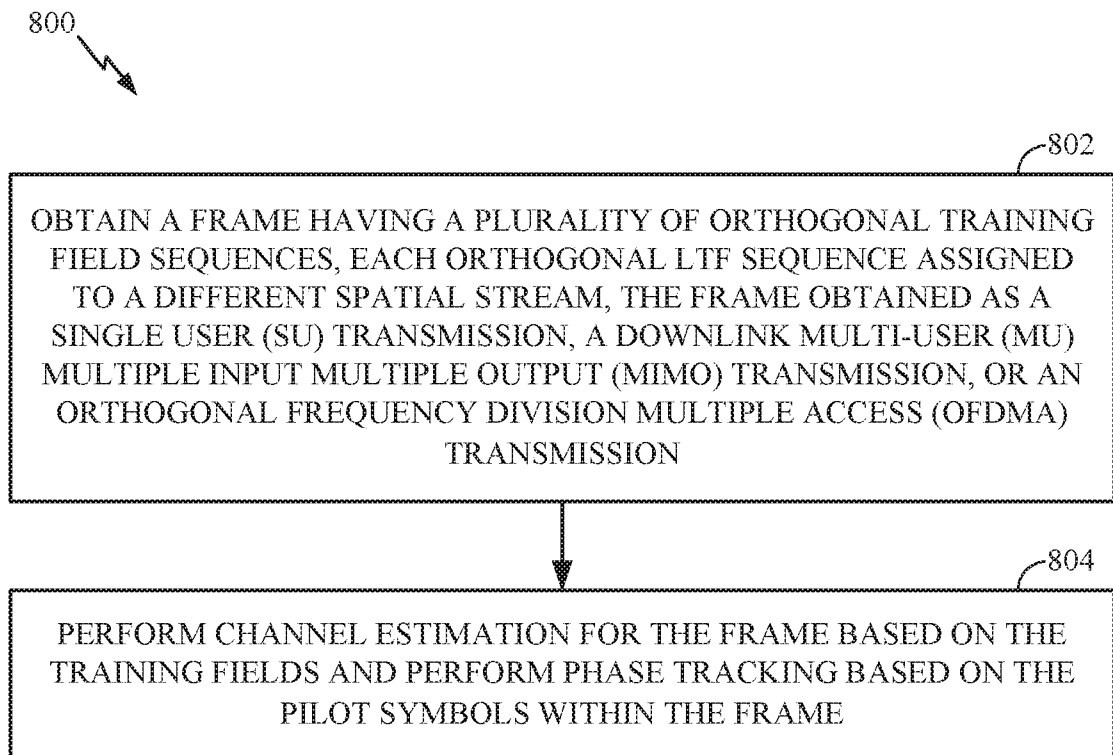 800
802
OBTAIN A FRAME HAVING A PLURALITY OF ORTHOGONAL TRAINING
FIELD SEQUENCES, EACH ORTHOGONAL LTF SEQUENCE ASSIGNED
TO A DIFFERENT SPATIAL STREAM, THE FRAME OBTAINED AS A
SINGLE USER (SU) TRANSMISSION, A DOWNLINK MULTI-USER (MU)
MULTIPLE INPUT MULTIPLE OUTPUT (MIMO) TRANSMISSION, OR AN
ORTHOGONAL FREQUENCY DIVISION MULTIPLE ACCESS (OFDMA)
TRANSMISSION
804
PERFORM CHANNEL ESTIMATION FOR THE FRAME BASED ON THE
TRAINING FIELDS AND PERFORM PHASE TRACKING BASED ON THE
PILOT SYMBOLS WITHIN THE FRAME